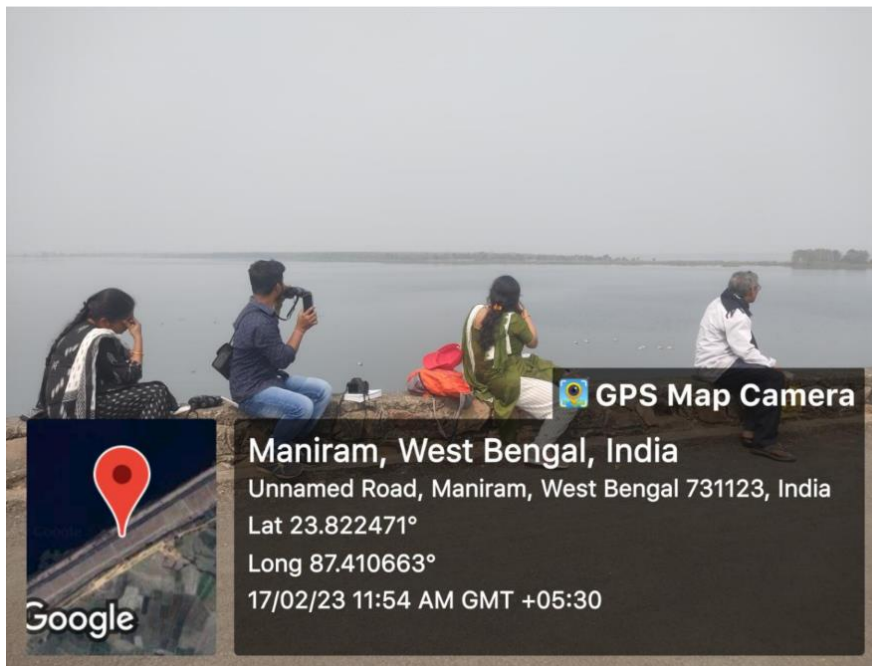 GPS Map Camera
Maniram, West Bengal, India
Unnamed Road, Maniram, West Bengal 731123, India
Lat 23.822471°
Long 87.410663°
17/02/23 11:54 AM GMT +05:30
Google